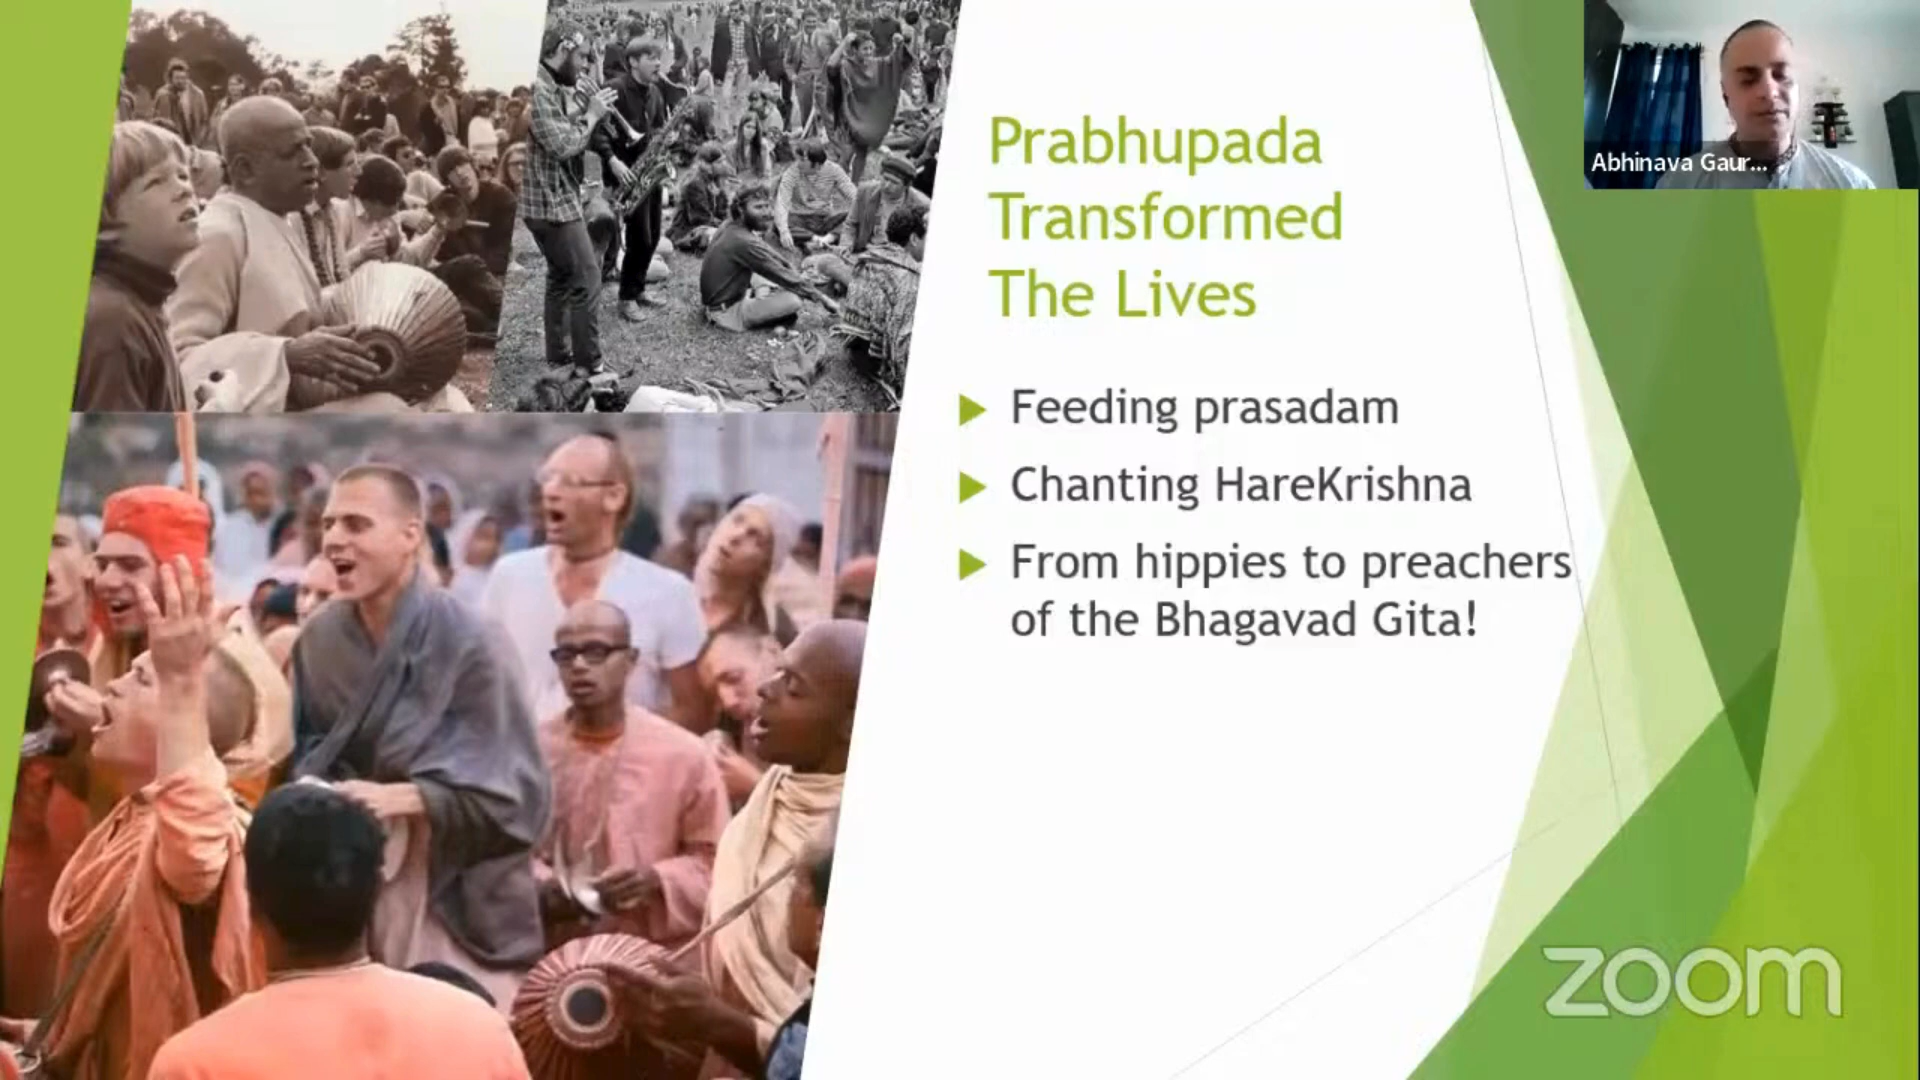 Prabhupada
Transformed
The Lives
Feeding prasadam
Chanting HareKrishna
From hippies to preachers
of the Bhagavad Gita!
Abhinava Gaur...
zoom